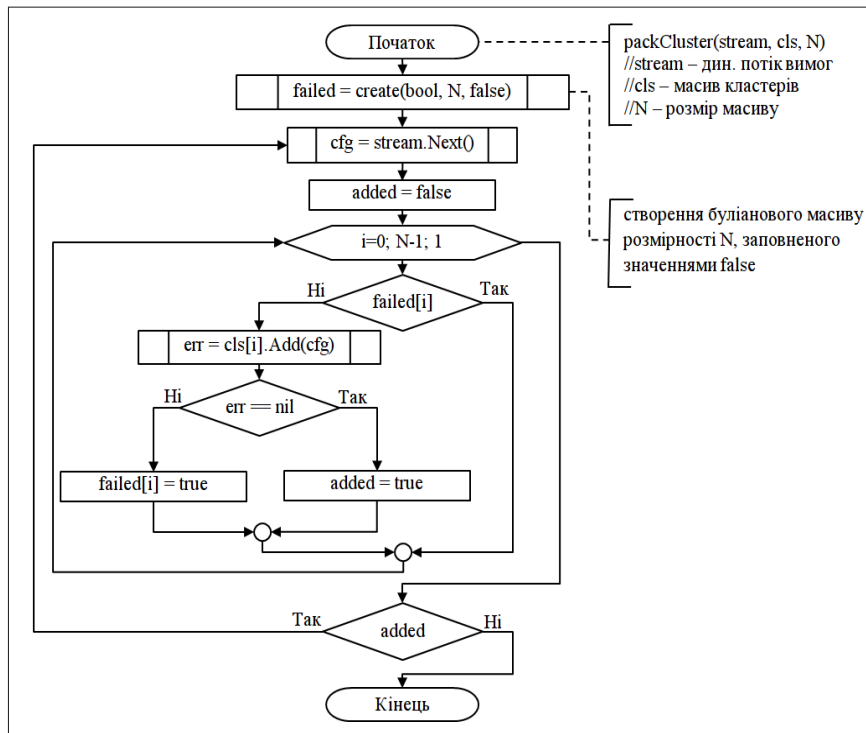 Початок
packCluster(stream, cls, N)
//stream – дин. потік вимог
//cls – масив кластерів
//N – розмір масиву
failed = create(bool, N, false)
cfg = stream.Next()
added = false
створення буліанового масиву
розмірності N, заповненого
значеннями false
i=0; N-1; 1
Ні
Так
failed[i]
err = cls[i].Add(cfg)
Ні
Так
err == nil
failed[i] = true
added = true
Так
Ні
added
Кінець